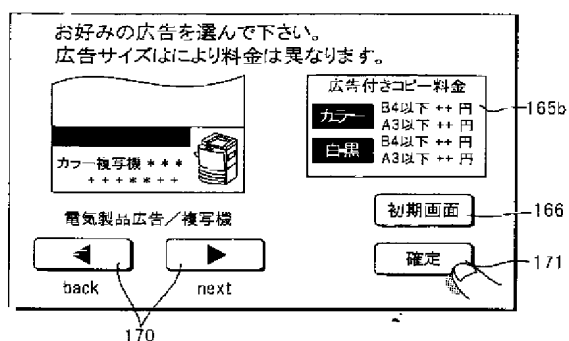 お好みの広告を選んで下さい。
広告サイズはにより料金は異なります。
カラー複写機 * * *
+ + + * * + +
電気製品広告／複写機
back
next
170
広告付きコピー料金
カラー
B4以下 ++ 円
A3以下 ++ 円
白黒
B4以下 ++ 円
A3以下 ++ 円
165b
初期画面
166
確定
171